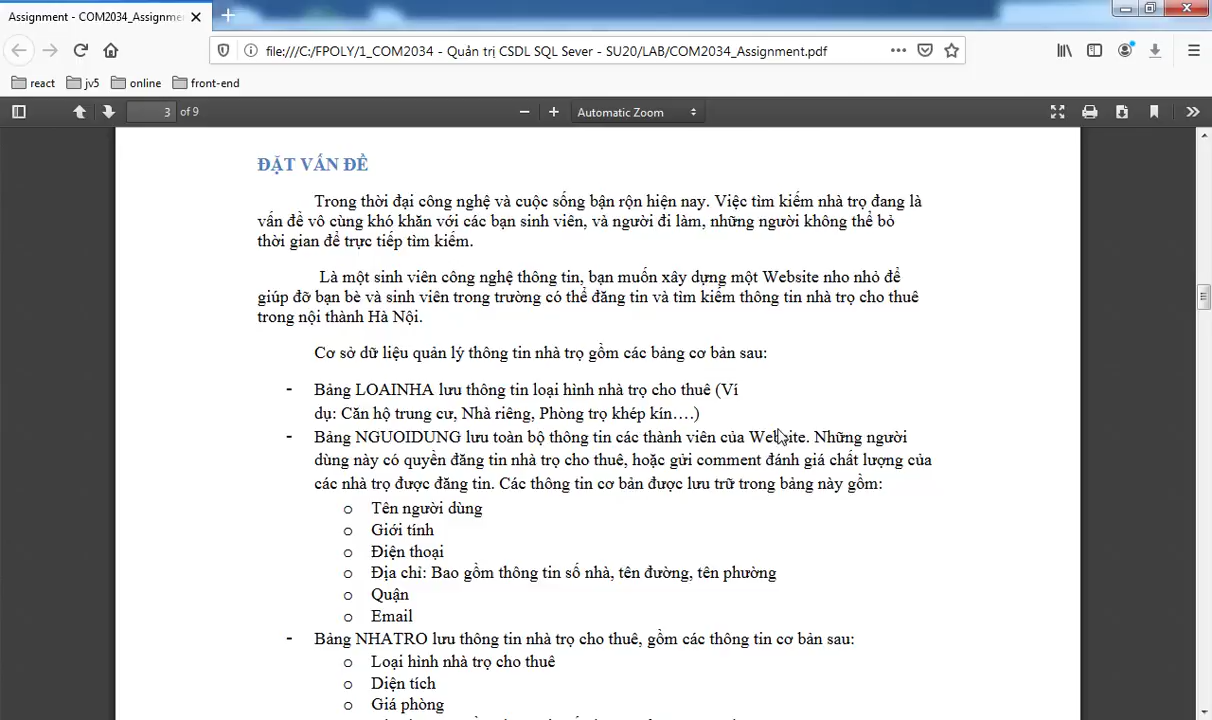 Assignment - COM2034_Assignme
file:///C:/FPOLY/1_COM2034 - Quản trị CSDL SQL Sever - SU20/LAB/COM2034_Assignment.pdf
react jv5 online front-end
3 of 9 Automatic Zoom
ĐẶT VẤN ĐỀ
Trong thời đại công nghệ và cuộc sống bận rộn hiện nay. Việc tìm kiếm nhà trọ đang là
vấn đề vô cùng khó khăn với các bạn sinh viên, và người đi làm, những người không thể bỏ
thời gian để trực tiếp tìm kiếm.
Là một sinh viên công nghệ thông tin, bạn muốn xây dựng một Website nho nhỏ để
giúp đỡ bạn bè và sinh viên trong trường có thể đăng tin và tìm kiếm thông tin nhà trọ cho thuê
trong nội thành Hà Nội.
Cơ sở dữ liệu quản lý thông tin nhà trọ gồm các bảng cơ bản sau:
- Bảng LOAINHA lưu thông tin loại hình nhà trọ cho thuê (Ví
dụ: Căn hộ trung cư, Nhà riêng, Phòng trọ khép kín….)
- Bảng NGUOIDUNG lưu toàn bộ thông tin các thành viên của Website. Những người
dùng này có quyền đăng tin nhà trọ cho thuê, hoặc gửi comment đánh giá chất lượng của
các nhà trọ được đăng tin. Các thông tin cơ bản được lưu trữ trong bảng này gồm:
o Tên người dùng
o Giới tính
o Điện thoại
o Địa chỉ: Bao gồm thông tin số nhà, tên đường, tên phường
o Quận
o Email
- Bảng NHATRO lưu thông tin nhà trọ cho thuê, gồm các thông tin cơ bản sau:
o Loại hình nhà trọ cho thuê
o Diện tích
o Giá phòng